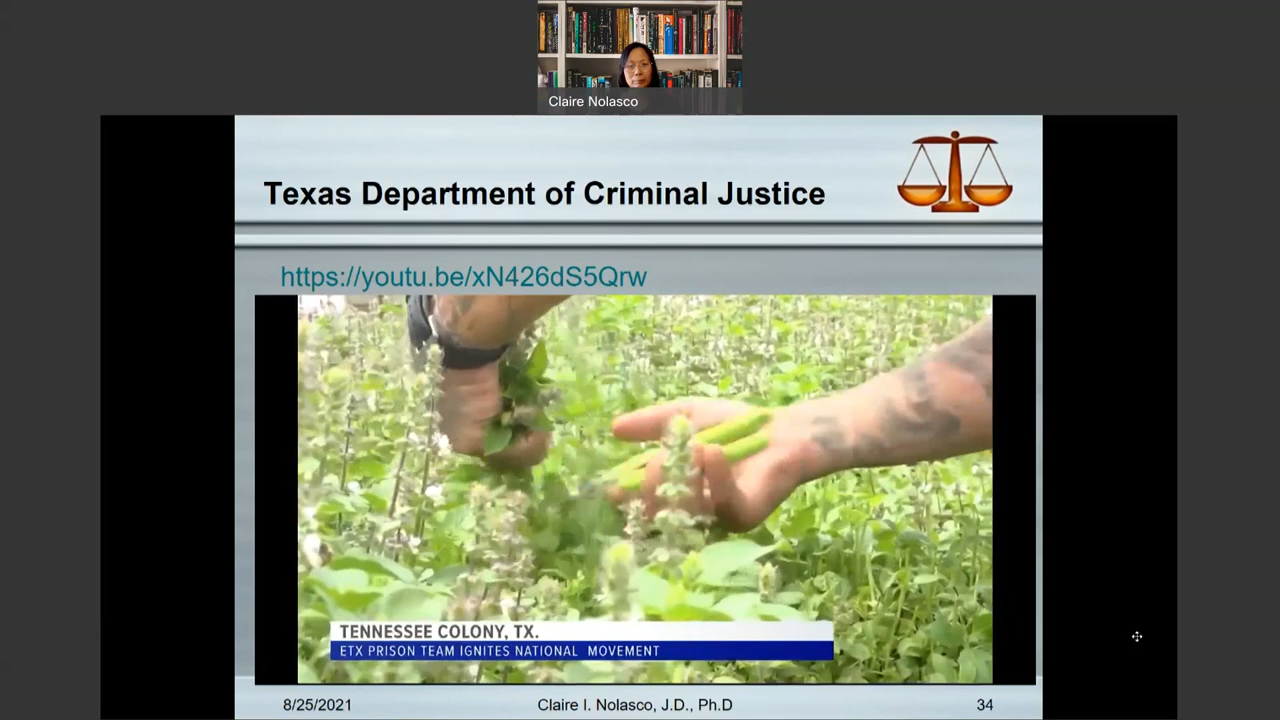 Claire Nolasco
Texas Department of Criminal Justice
https://youtu.be/xN426dS5Qrw
TENNESSEE COLONY, TX.
ETX PRISON TEAM IGNITES NATIONAL MOVEMENT
8/25/2021
Claire I. Nolasco, J.D., Ph.D
34